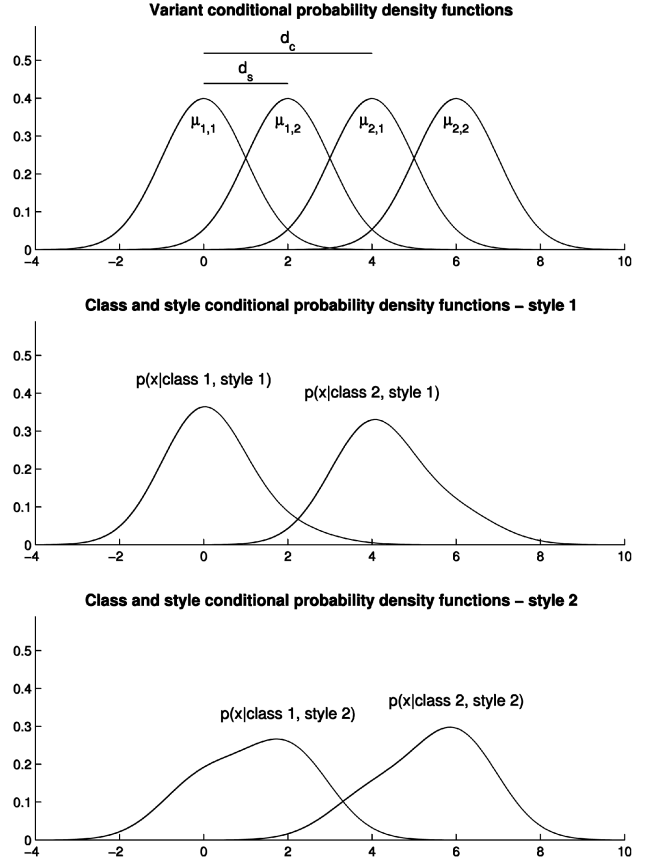 Variant conditional probability density functions
d_c
d_s
μ_1,1 μ_1,2 μ_2,1 μ_2,2
0.5
0.4
0.3
0.2
0.1
0
−4 −2 0 2 4 6 8 10
Class and style conditional probability density functions − style 1
p(x|class 1, style 1)
p(x|class 2, style 1)
0.5
0.4
0.3
0.2
0.1
0
−4 −2 0 2 4 6 8 10
Class and style conditional probability density functions − style 2
p(x|class 2, style 2)
p(x|class 1, style 2)
0.5
0.4
0.3
0.2
0.1
0
−4 −2 0 2 4 6 8 10